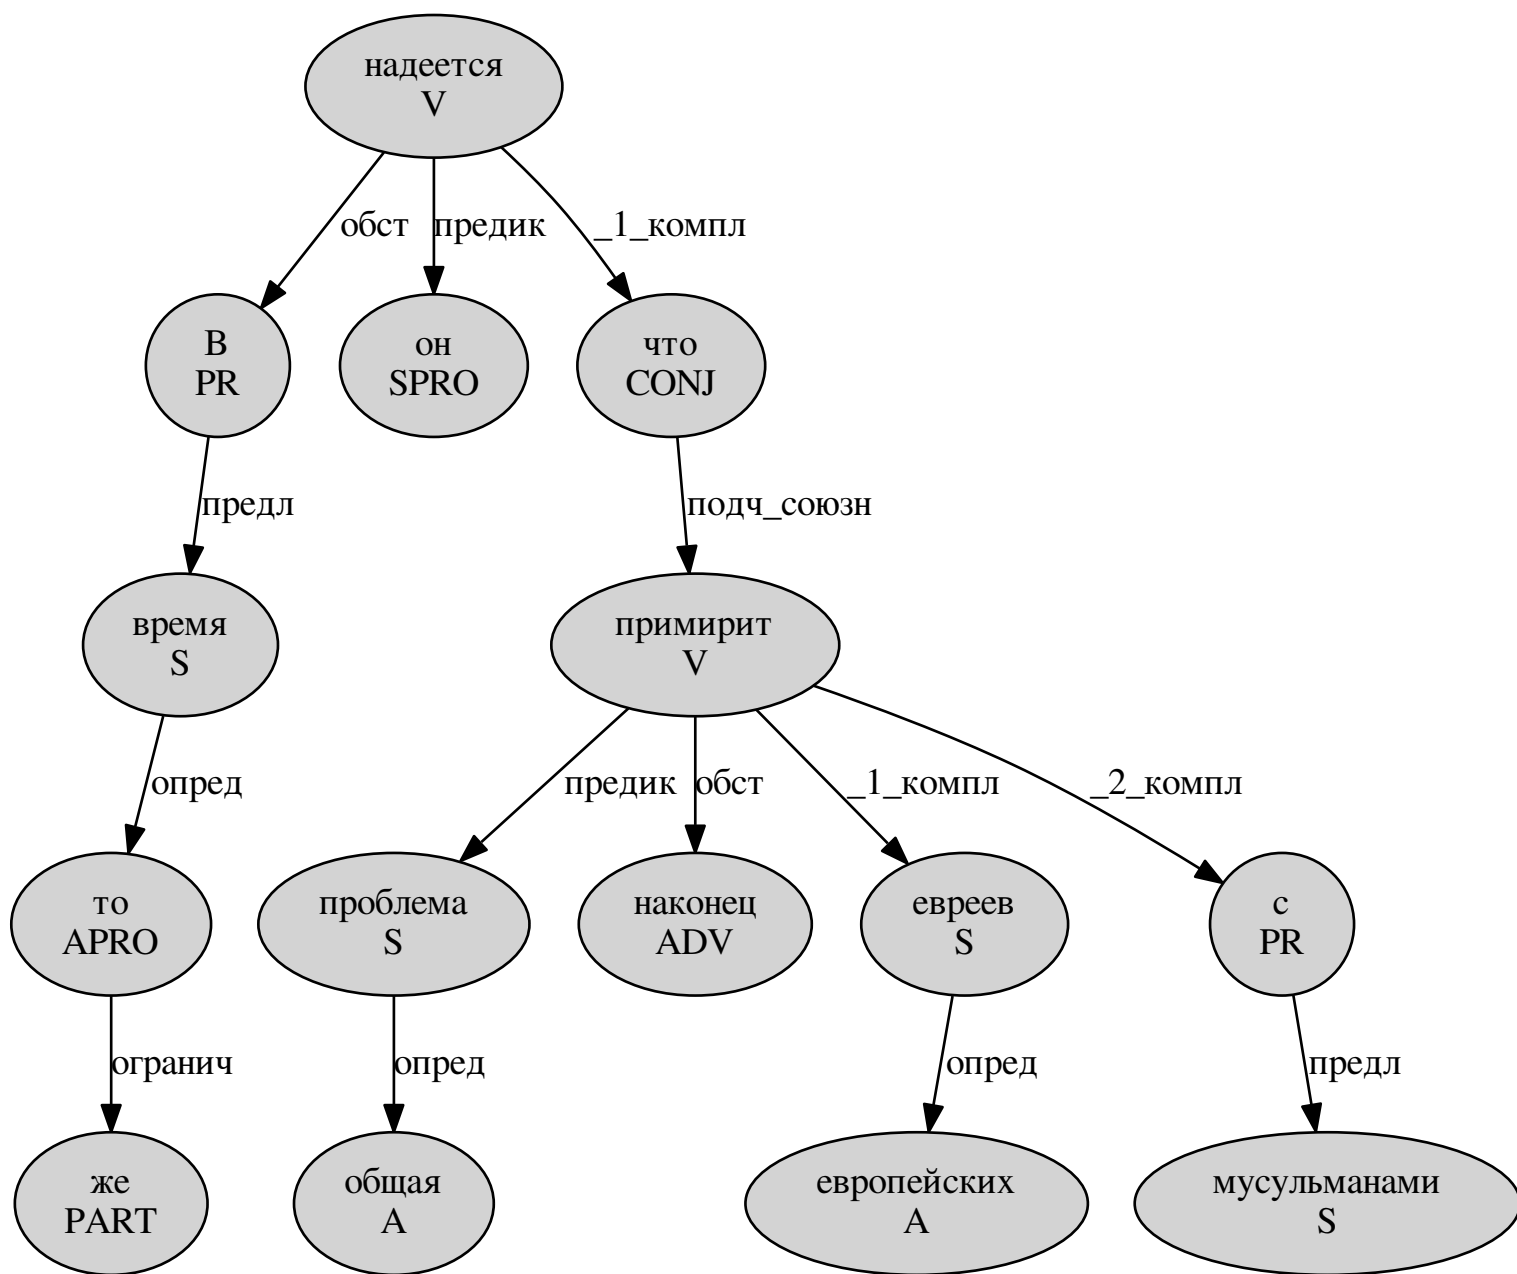 надеется
V
обст
предик
_1_компл
В
PR
он
SPRO
что
CONJ
предл
подч_союзн
время
S
примирит
V
опред
предик
обст
_1_компл
_2_компл
то
APRO
проблема
S
наконец
ADV
евреев
S
с
PR
огранич
опред
опред
предл
же
PART
общая
A
европейских
A
мусульманами
S